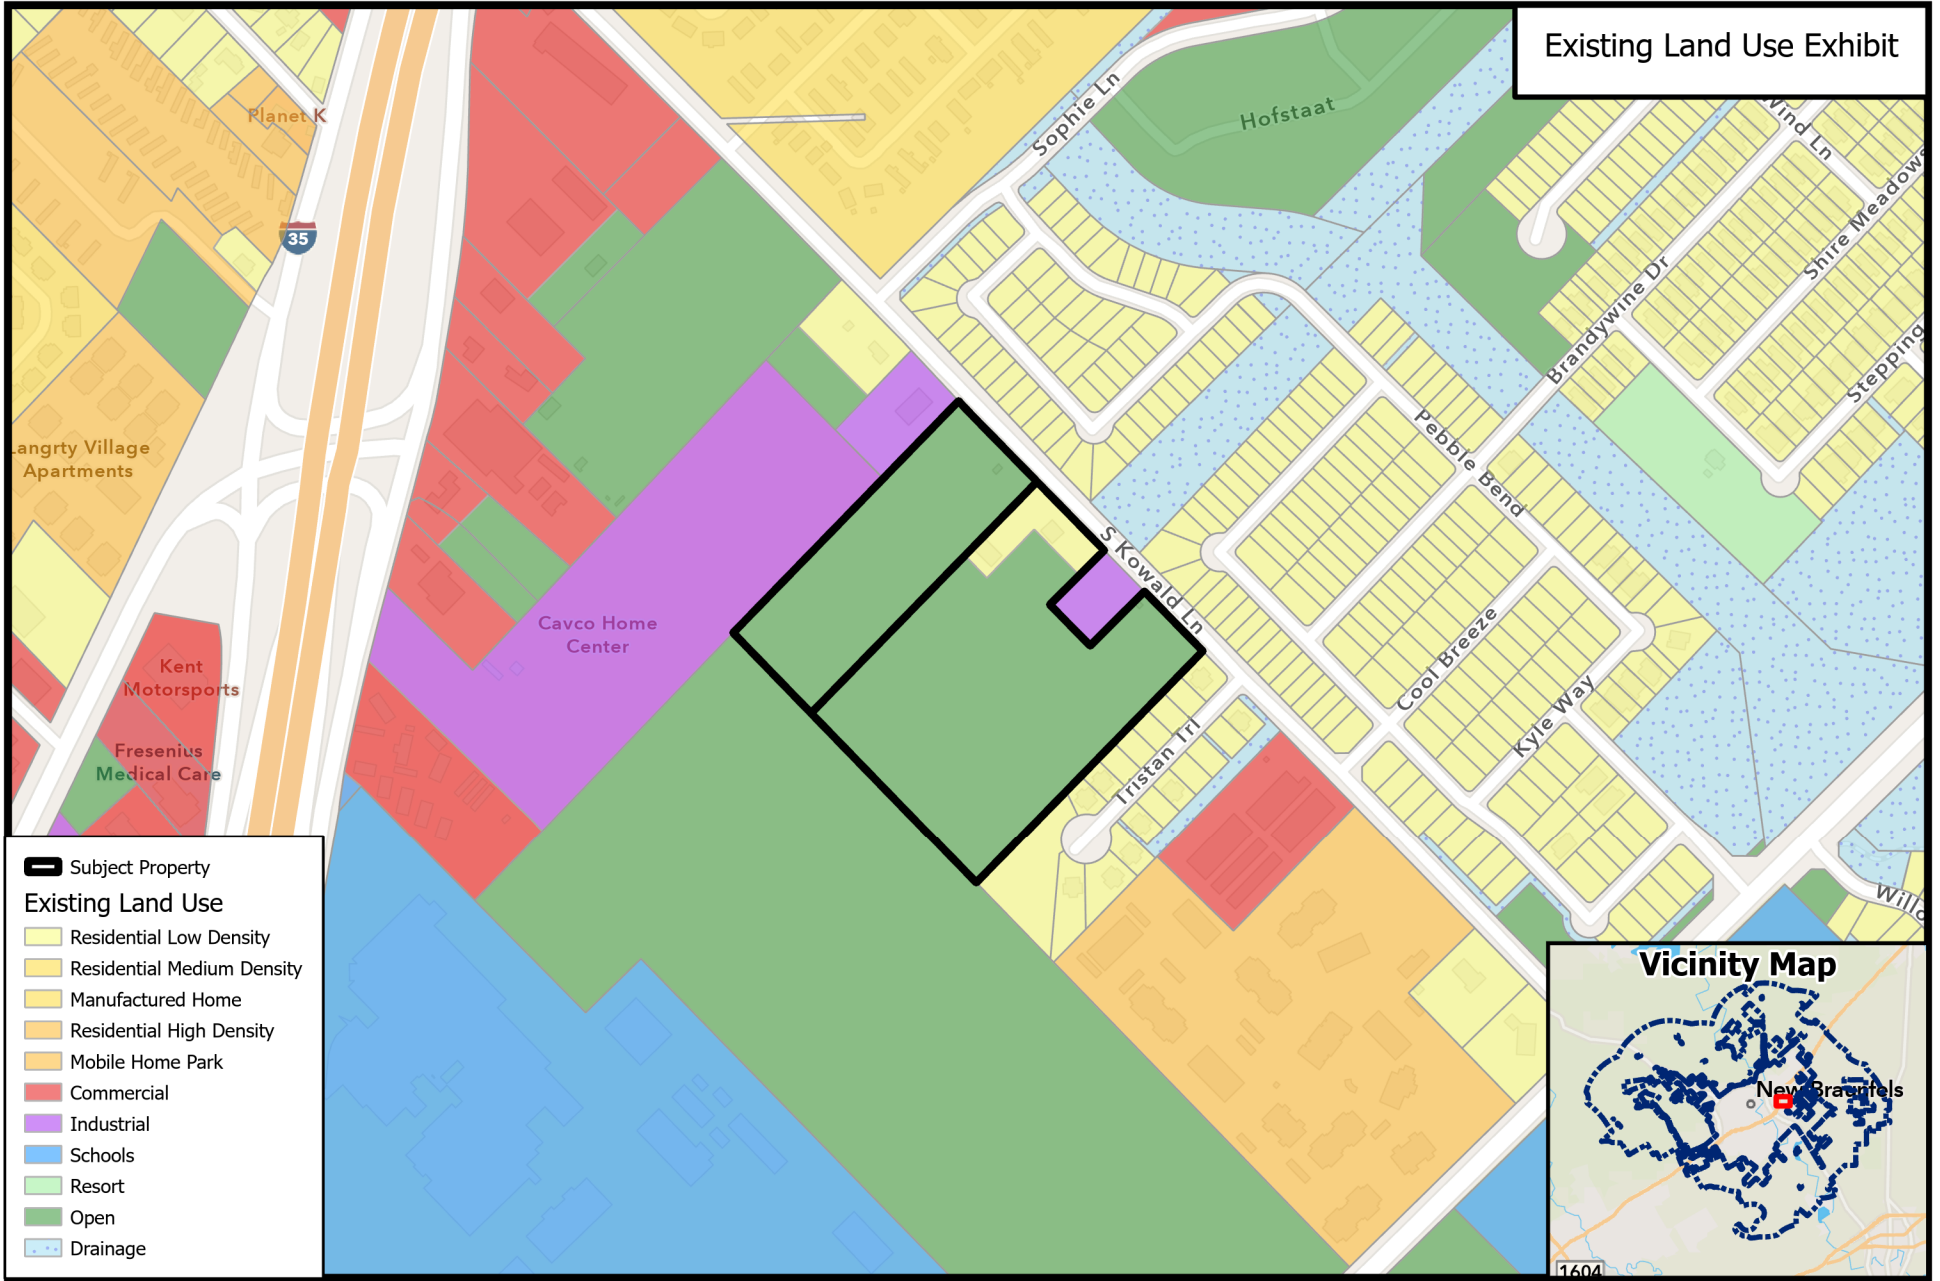 Existing Land Use Exhibit
Planet K
35
Sophie Ln
Hofstaat
Wind Ln
Shire Meadows
Brandywine Dr
Stepping
Pebble Bend
Langrty Village
Apartments
S Kowald Ln
Cavco Home
Center
Cool Breeze
Kyle Way
Tristan Trl
Kent
Motorsports
Fresenius
Medical Care
Willo
Subject Property
Existing Land Use
Residential Low Density
Residential Medium Density
Manufactured Home
Residential High Density
Mobile Home Park
Commercial
Industrial
Schools
Resort
Open
Drainage
Vicinity Map
New Braunfels
1604